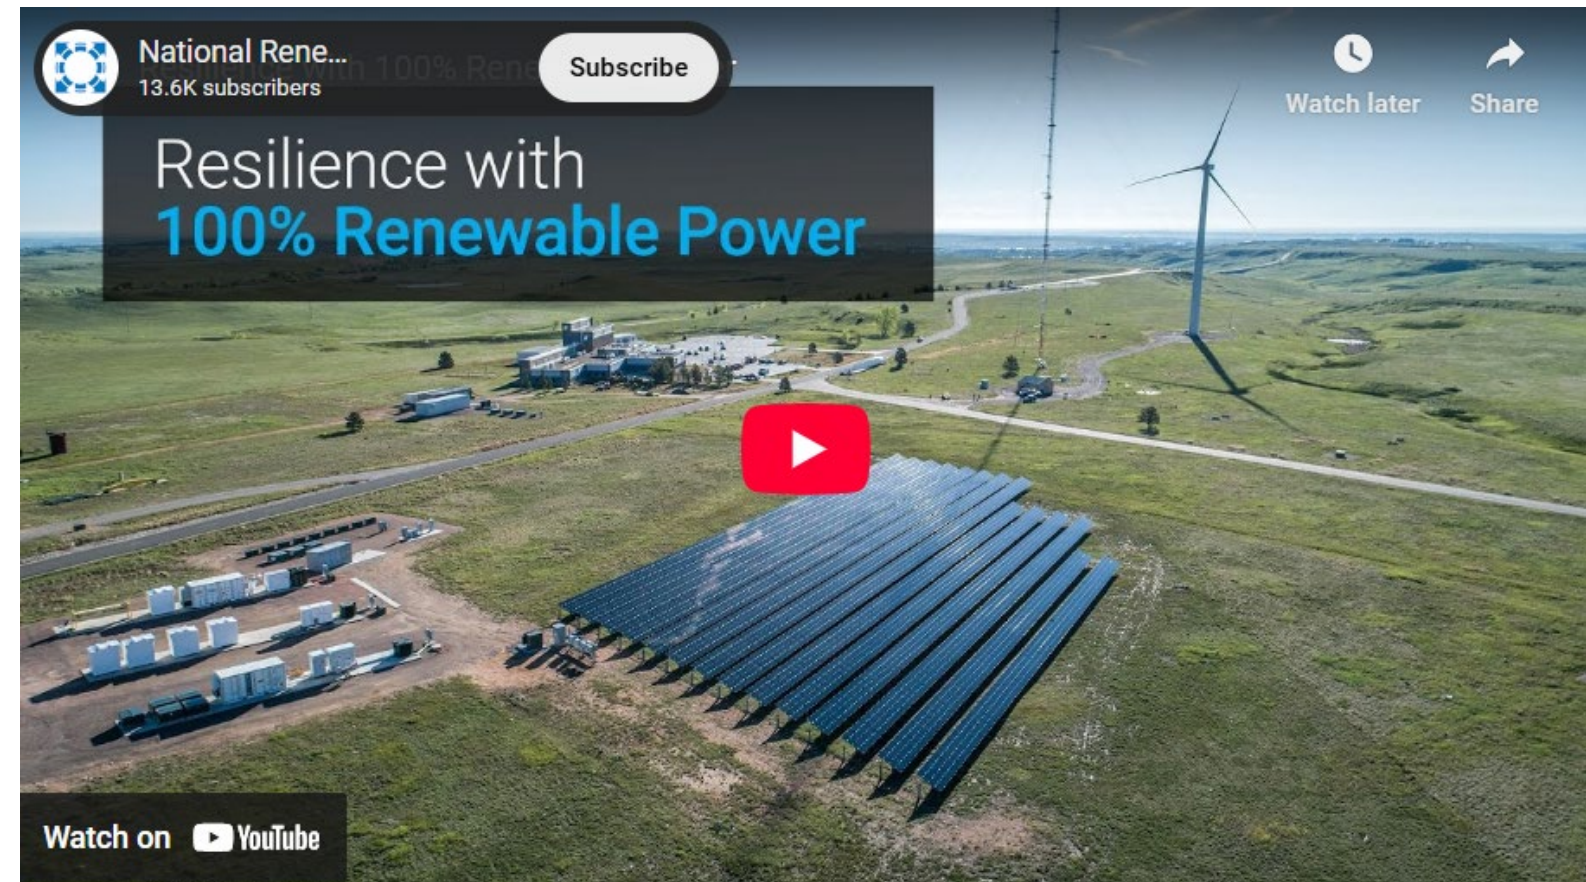 National Rene...
13.6K subscribers
Subscribe
Watch later
Share
Resilience with
100% Renewable Power
Watch on YouTube